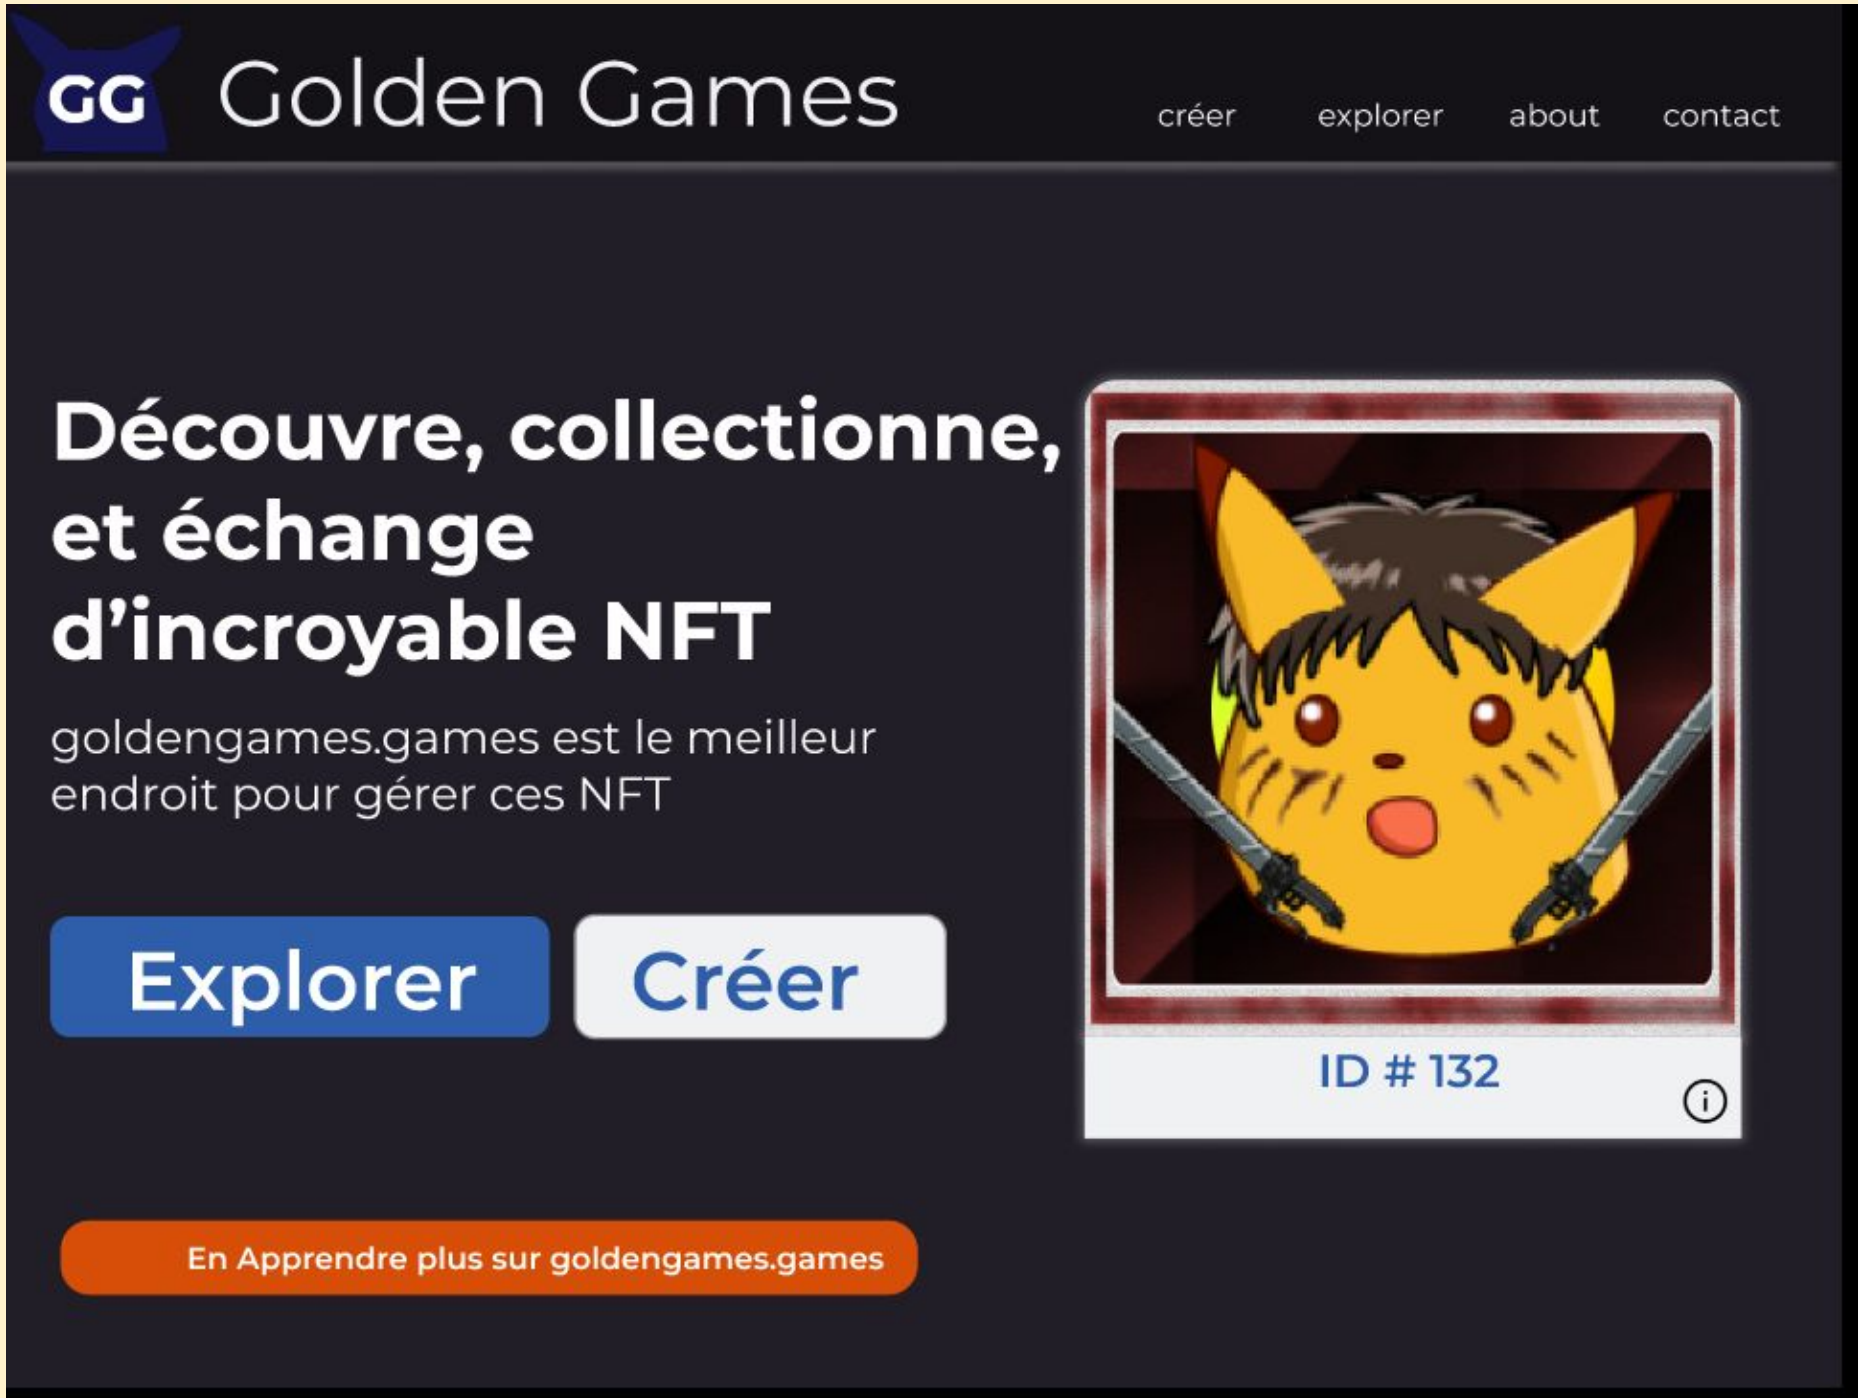 GG
Golden Games
créer explorer about contact
Découvre, collectionne,
et échange
d’incroyable NFT
goldengames.games est le meilleur
endroit pour gérer ces NFT
Explorer
Créer
ID # 132
i
En Apprendre plus sur goldengames.games